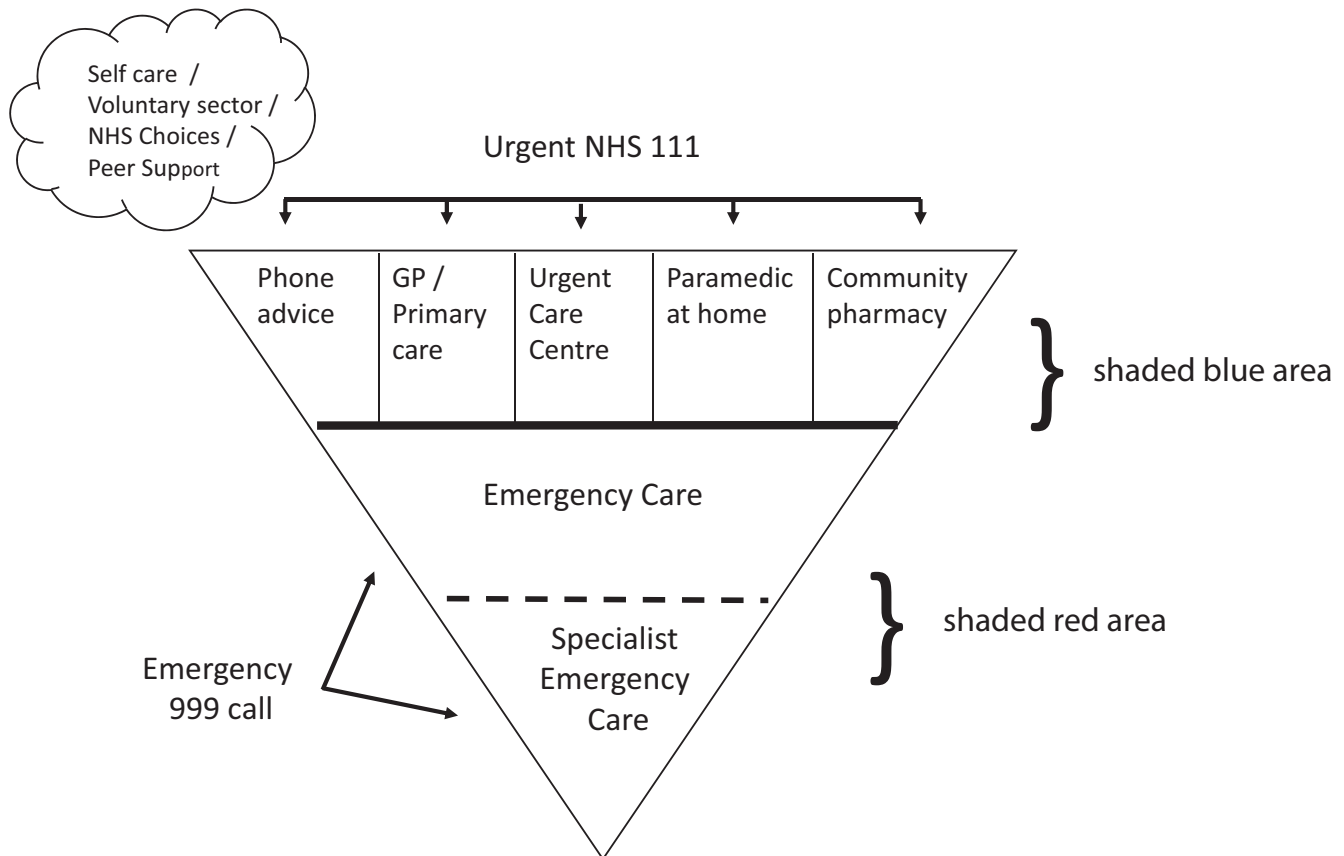 Self care /
Voluntary sector /
NHS Choices /
Peer Support
Urgent NHS 111
Phone
advice
GP /
Primary
care
Urgent
Care
Centre
Paramedic
at home
Community
pharmacy
shaded blue area
Emergency Care
shaded red area
Specialist
Emergency
Care
Emergency
999 call